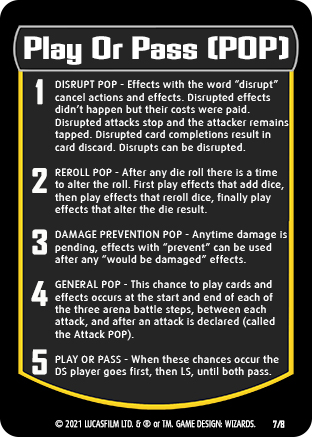 Play Or Pass (POP)
1 DISRUPT POP - Effects with the word "disrupt"
cancel actions and effects. Disrupted effects
didn't happen but their costs were paid.
Disrupted attacks stop and the attacker remains
tapped. Disrupted card completions result in
card discard. Disrupts can be disrupted.
2 REROLL POP - After any die roll there is a time
to alter the roll. First play effects that add dice,
then play effects that reroll dice, finally play
effects that alter the die result.
3 DAMAGE PREVENTION POP - Anytime damage is
pending, effects with "prevent" can be used
after any "would be damaged" effects.
4 GENERAL POP - This chance to play cards and
effects occurs at the start and end of each of
the three arena battle steps, between each
attack, and after an attack is declared (called
the Attack POP).
5 PLAY OR PASS - When these chances occur the
DS player goes first, then LS, until both pass.
© 2021 LUCASFILM LTD. & ® or TM. GAME DESIGN: WIZARDS. 7/8